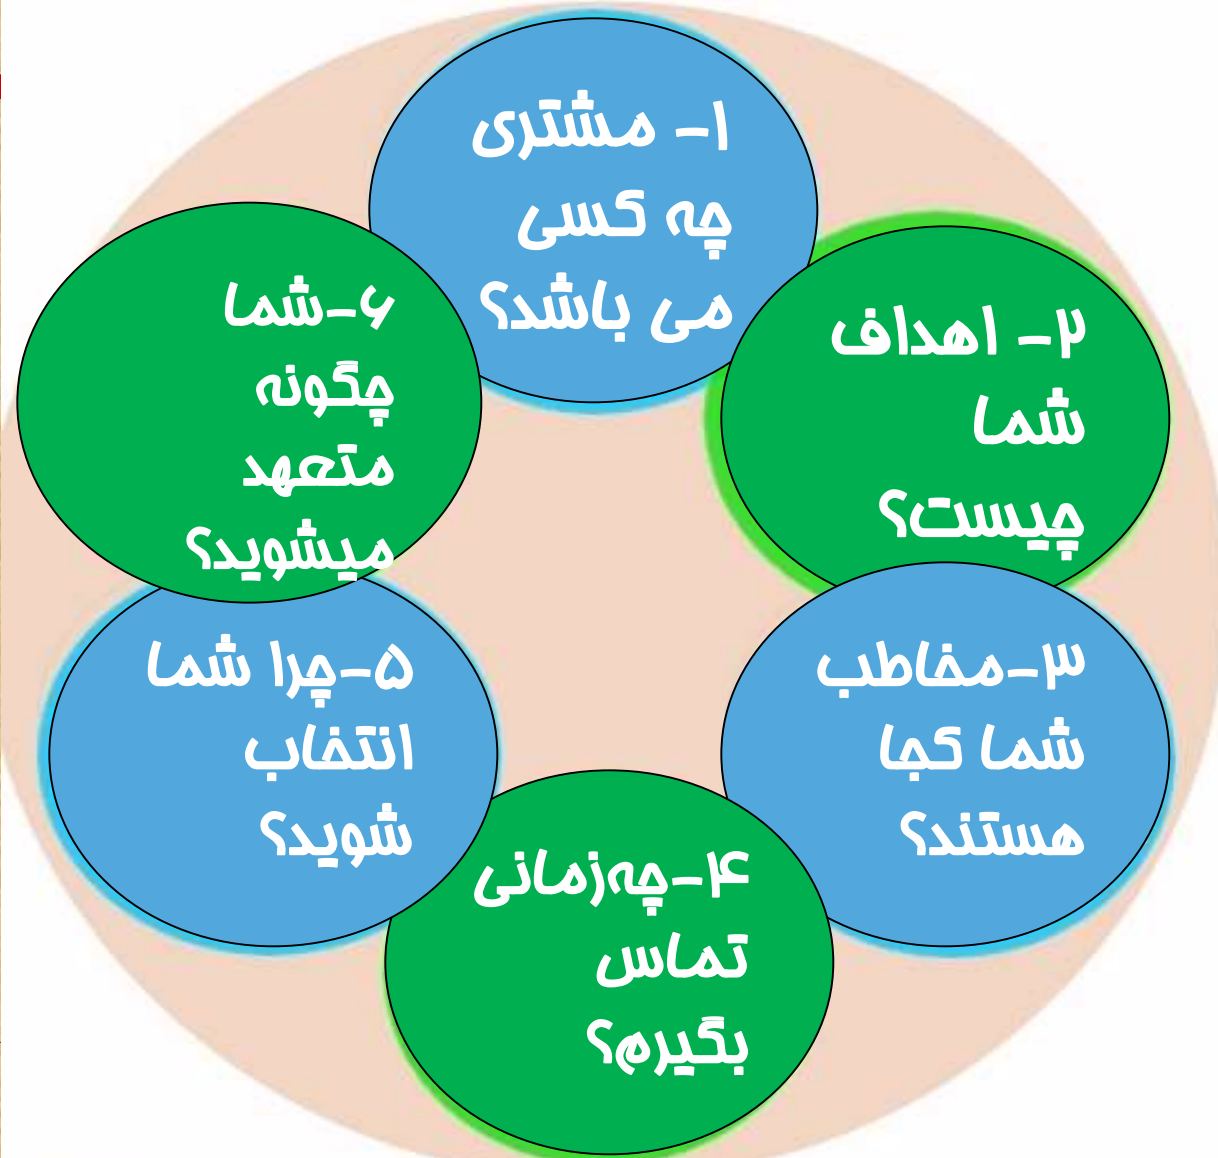 ۱- مشتری
چه کسی
می باشد؟
۲- اهداف
شما
چیست؟
۳-مخاطب
شما کجا
هستند؟
۴-چه‌زمانی
تماس
بگیرم؟
۵-چرا شما
انتخاب
شوید؟
۶-شما
چگونه
متعهد
میشوید؟